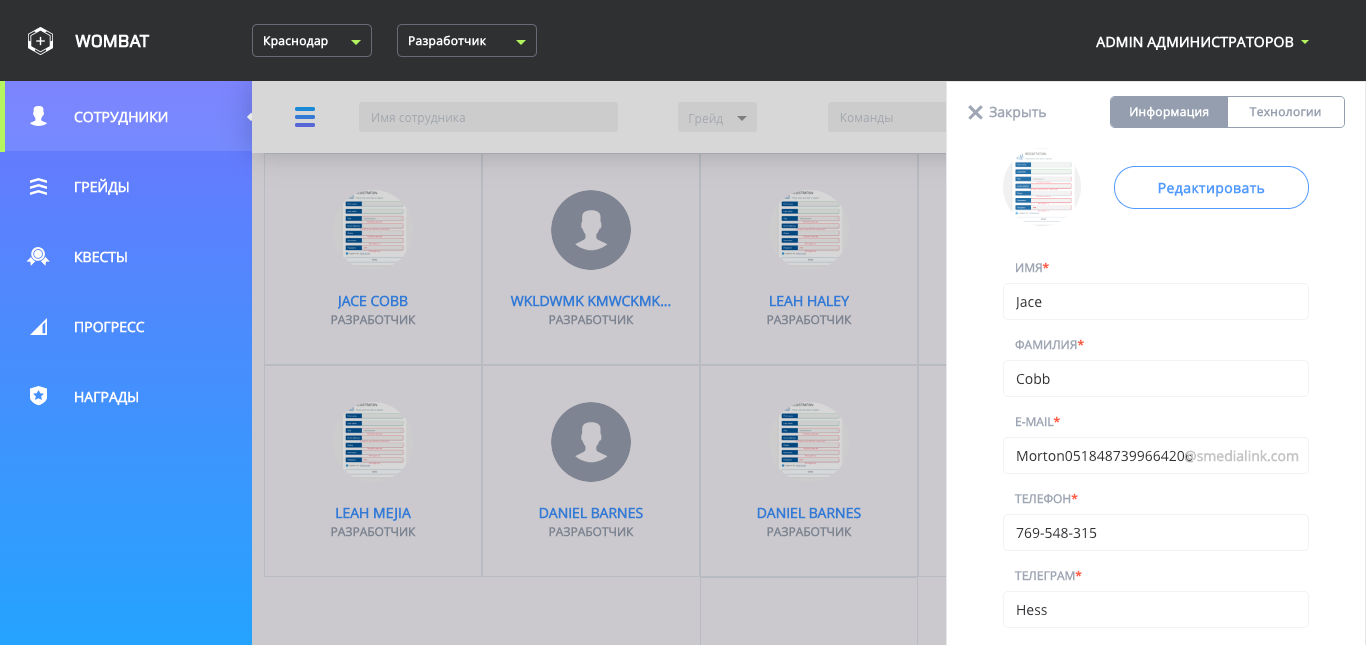 WOMBAT
Краснодар
Разработчик
ADMIN АДМИНИСТРАТОРОВ
СОТРУДНИКИ
ГРЕЙДЫ
КВЕСТЫ
ПРОГРЕСС
НАГРАДЫ
Имя сотрудника
Грейд
Команды
JACE COBB
РАЗРАБОТЧИК
WKLDWMK KMWCKMK...
РАЗРАБОТЧИК
LEAH HALEY
РАЗРАБОТЧИК
LEAH MEJIA
РАЗРАБОТЧИК
DANIEL BARNES
РАЗРАБОТЧИК
DANIEL BARNES
РАЗРАБОТЧИК
Закрыть
Информация
Технологии
Редактировать
ИМЯ*
Jace
ФАМИЛИЯ*
Cobb
E-MAIL*
@smedialink.com
ТЕЛЕФОН*
769-548-315
ТЕЛЕГРАМ*
Hess